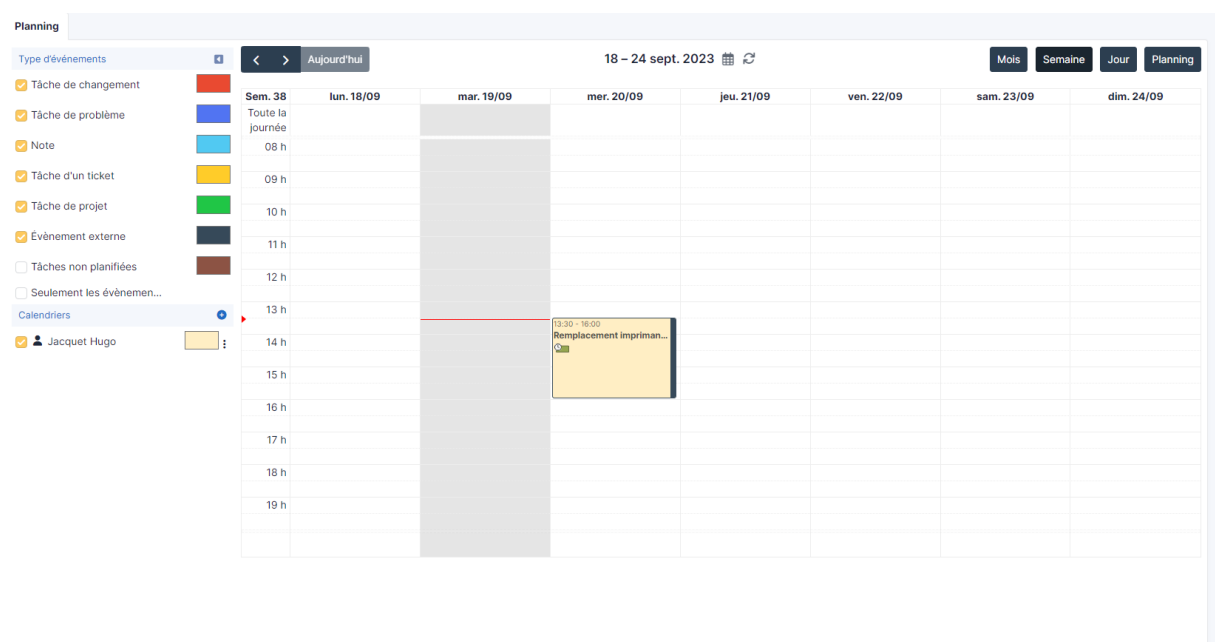 Planning
Type d'événements
Tâche de changement
Tâche de problème
Note
Tâche d'un ticket
Tâche de projet
Évènement externe
Tâches non planifiées
Seulement les évènemen...
Calendriers
Jacquet Hugo
Aujourd'hui
18 – 24 sept. 2023
Mois Semaine Jour Planning
Sem. 38 lun. 18/09 mar. 19/09 mer. 20/09 jeu. 21/09 ven. 22/09 sam. 23/09 dim. 24/09
Toute la
journée
08 h
09 h
10 h
11 h
12 h
13 h
13:30 - 16:00
Remplacement impriman...
14 h
15 h
16 h
17 h
18 h
19 h